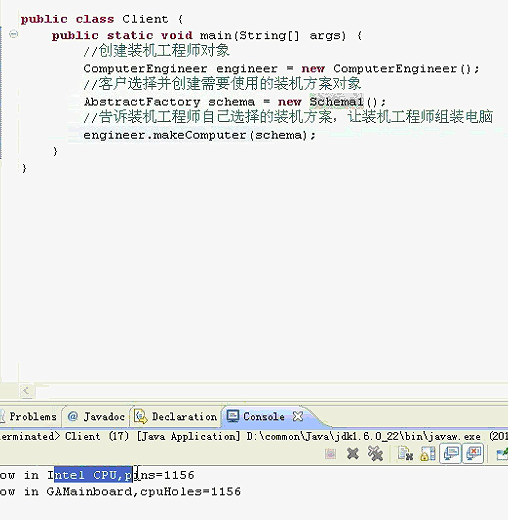 public class Client {
public static void main(String[] args) {
//创建装机工程师对象
ComputerEngineer engineer = new ComputerEngineer();
//客户选择并创建需要使用的装机方案对象
AbstractFactory schema = new Schema1();
//告诉装机工程师自己选择的装机方案，让装机工程师组装电脑
engineer.makeComputer(schema);
}
}
Problems @ Javadoc Declaration Console
erminated> Client (17) [Java Application] D:\common\Java\jdk1.6.0_22\bin\javaw.exe (201
ow in Intel CPU,pins=1156
ow in GAMainboard,cpuHoles=1156